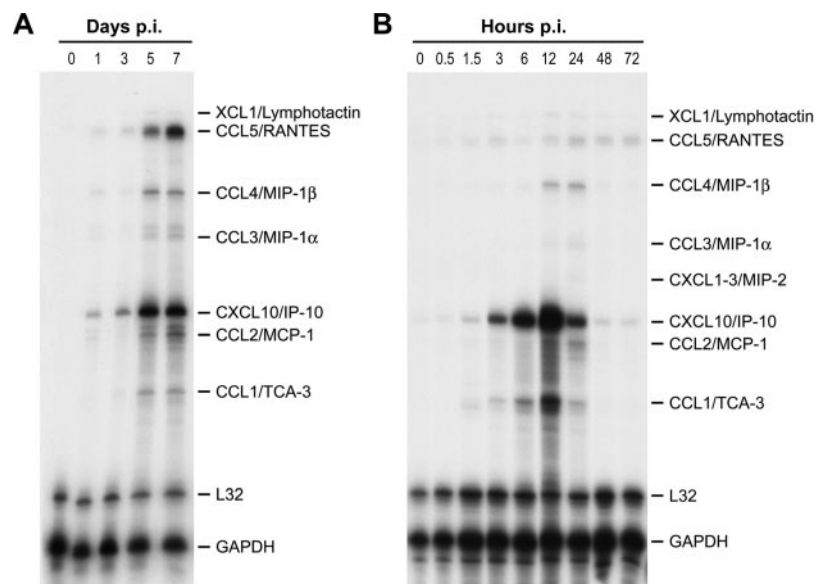 A
Days p.i.
0 1 3 5 7
XCL1/Lymphotactin
CCL5/RANTES
CCL4/MIP-1β
CCL3/MIP-1α
CXCL10/IP-10
CCL2/MCP-1
CCL1/TCA-3
L32
GAPDH
B
Hours p.i.
0 0.5 1.5 3 6 12 24 48 72
XCL1/Lymphotactin
CCL5/RANTES
CCL4/MIP-1β
CCL3/MIP-1α
CXCL1-3/MIP-2
CXCL10/IP-10
CCL2/MCP-1
CCL1/TCA-3
L32
GAPDH